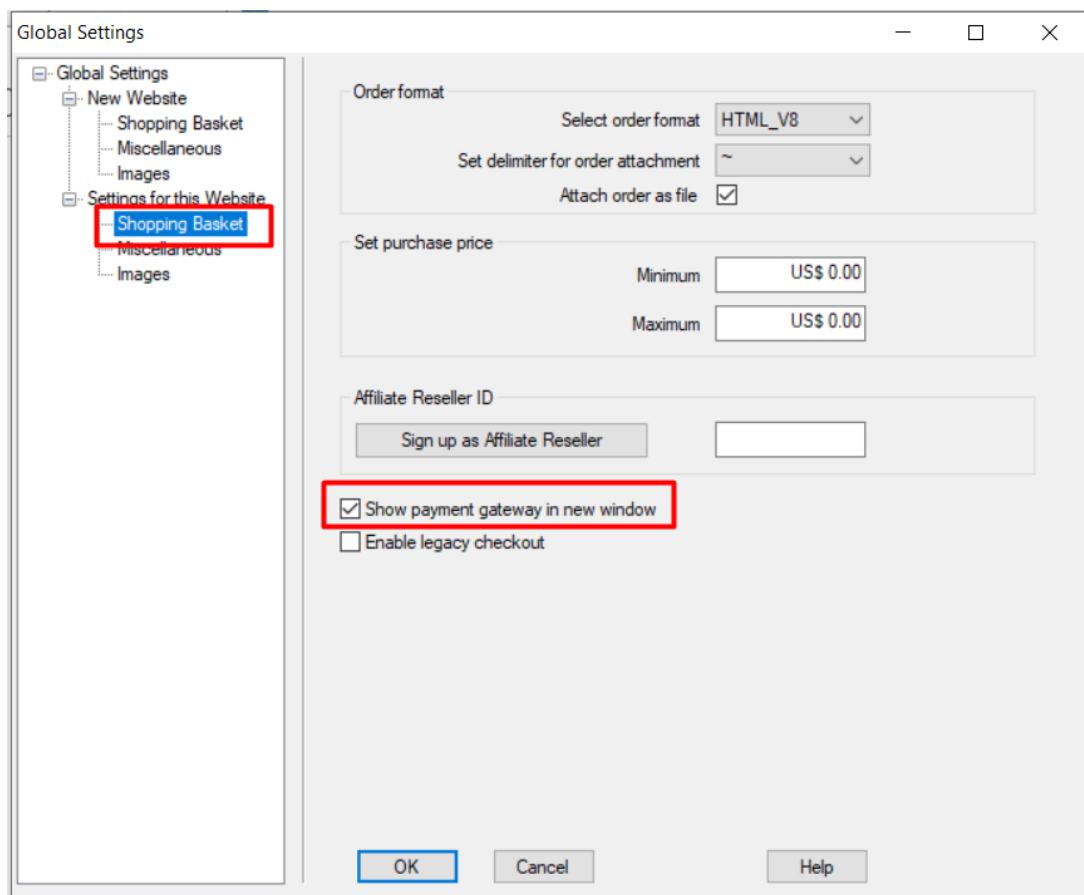 Global Settings
Global Settings
New Website
Shopping Basket
Miscellaneous
Images
Settings for this Website
Shopping Basket
Miscellaneous
Images
Order format
Select order format HTML_V8
Set delimiter for order attachment ~
Attach order as file
Set purchase price
Minimum US$ 0.00
Maximum US$ 0.00
Affiliate Reseller ID
Sign up as Affiliate Reseller
Show payment gateway in new window
Enable legacy checkout
OK Cancel Help